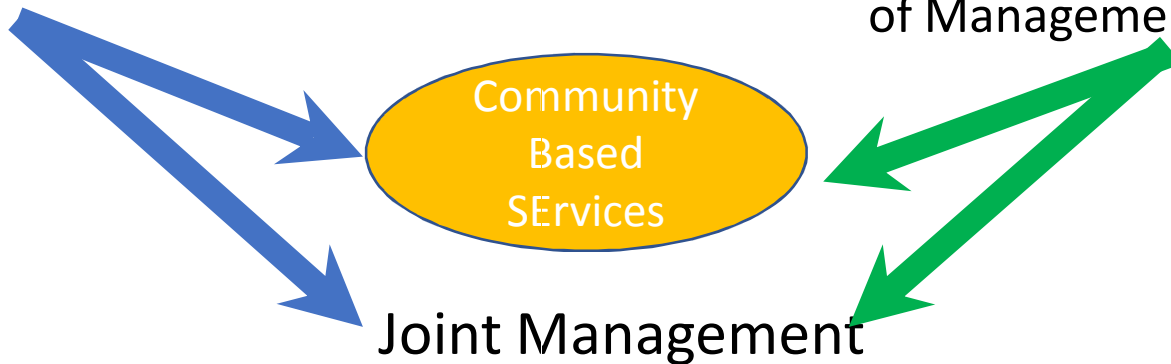 of Manageme
Community
Based
SErvices
Joint Management